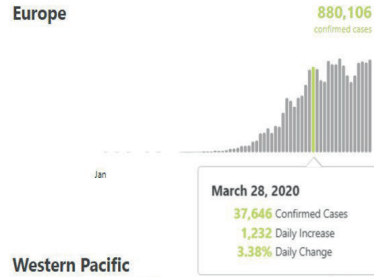 Europe
880,106
confirmed cases
Jan
March 28, 2020
37,646 Confirmed Cases
1,232 Daily Increase
3.38% Daily Change
Western Pacific